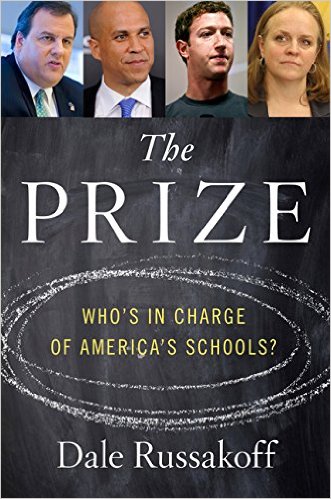 The
PRIZE
WHO'S IN CHARGE
OF AMERICA'S SCHOOLS?
Dale Russakoff